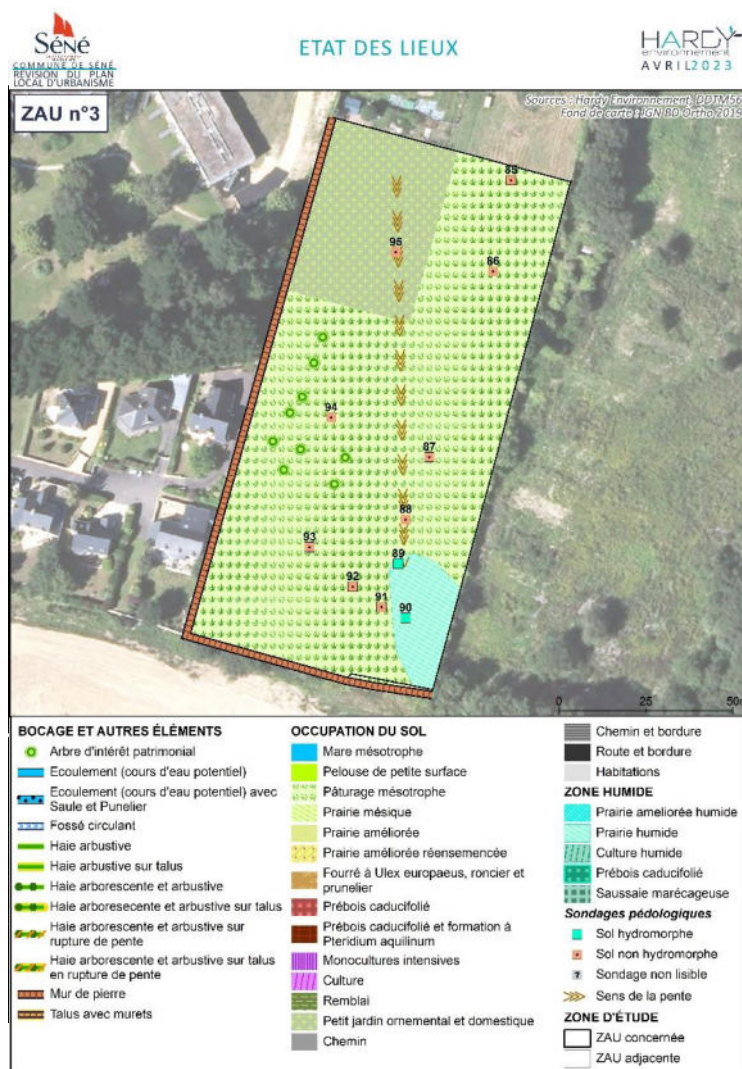 Séné
COMMUNE DE SÉNÉ
REVISION DU PLAN
LOCAL D'URBANISME
ETAT DES LIEUX
HARDY
environnement
AVRIL2023
ZAU n°3
Sources : Hardy Environnement, DDTM56
Fond de carte : IGN BD Ortho 2019
85
95
86
94
87
88
93
89
92
91
90
0 25 50
BOCAGE ET AUTRES ÉLÉMENTS
Arbre d'intérêt patrimonial
Ecoulement (cours d'eau potentiel)
Ecoulement (cours d'eau potentiel) avec
Saule et Punelier
Fossé circulant
Haie arbustive
Haie arbustive sur talus
Haie arborescente et arbustive
Haie arboresecente et arbustive sur talus
Haie arborescente et arbustive sur
rupture de pente
Haie arborescente et arbustive sur talus
en rupture de pente
Mur de pierre
Talus avec murets
OCCUPATION DU SOL
Mare mésotrophe
Pelouse de petite surface
Pâturage mésotrophe
Prairie mésique
Prairie améliorée
Prairie améliorée réensemencée
Fourré à Ulex europaeus, roncier et
prunelier
Prébois caducifolié
Prébois caducifolié et formation à
Pteridium aquilinum
Monocultures intensives
Culture
Remblai
Petit jardin ornemental et domestique
Chemin
Chemin et bordure
Route et bordure
Habitations
ZONE HUMIDE
Prairie ameliorée humide
Prairie humide
Culture humide
Prébois caducifolié
Saussaie marécageuse
Sondages pédologiques
Sol hydromorphe
Sol non hydromorphe
? Sondage non lisible
Sens de la pente
ZONE D'ÉTUDE
ZAU concernée
ZAU adjacente